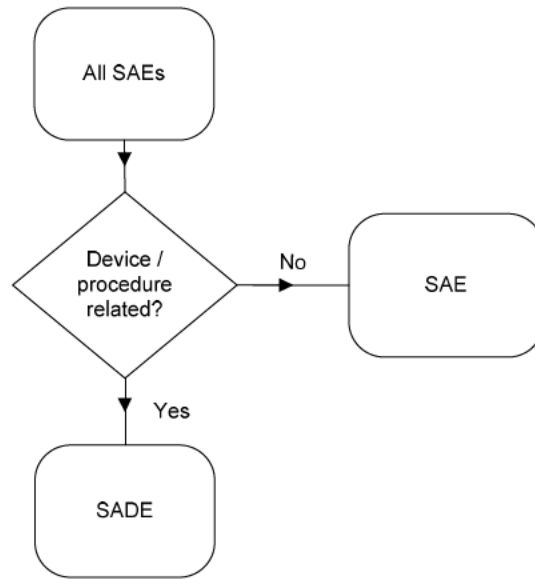 All SAEs
Device /
procedure
related?
No
SAE
Yes
SADE